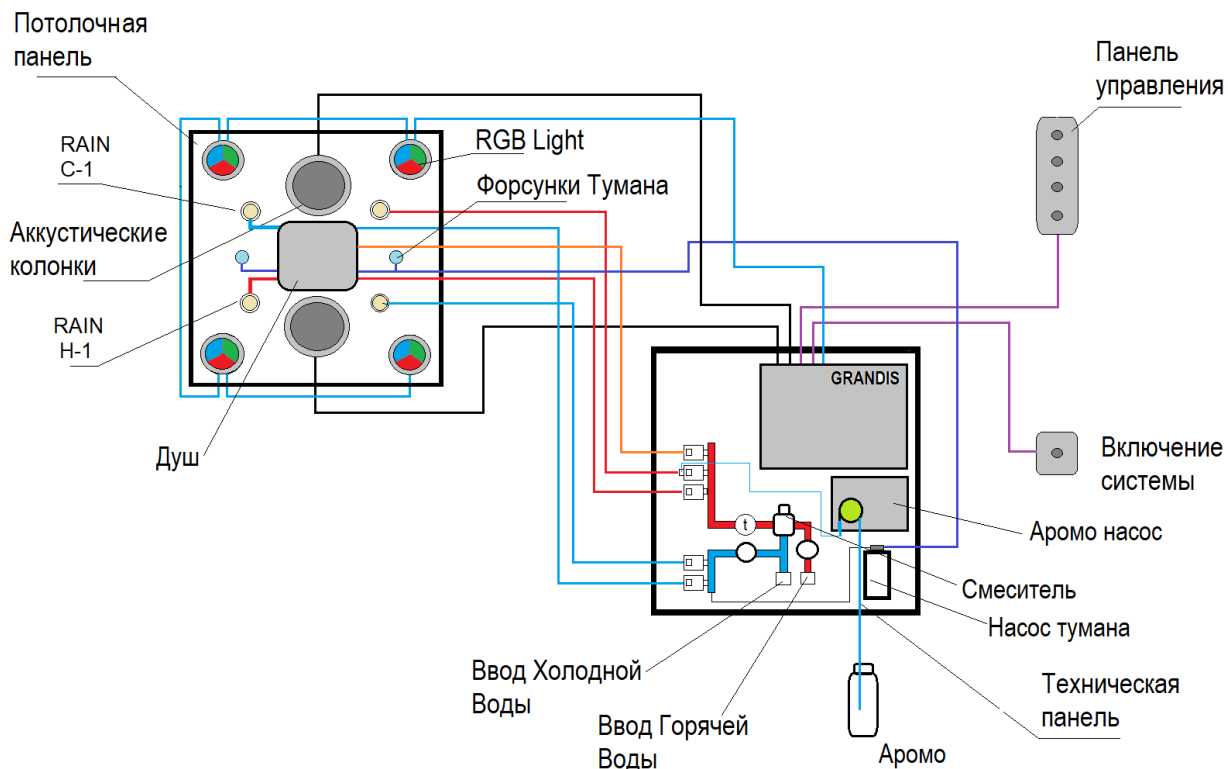 Потолочная
панель
RAIN
C-1
Аккустические
колонки
RAIN
H-1
Душ
RGB Light
Форсунки Тумана
Панель
управления
GRANDIS
Включение
системы
Аромо насос
t
Смеситель
Насос тумана
Ввод Холодной
Воды
Ввод Горячей
Воды
Техническая
панель
Аромо